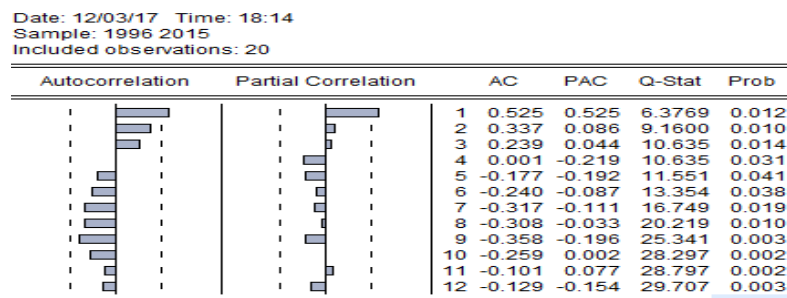 Date: 12/03/17 Time: 18:14
Sample: 1996 2015
Included observations: 20
Autocorrelation Partial Correlation AC PAC Q-Stat Prob
1 0.525 0.525 6.3769 0.012
2 0.337 0.086 9.1600 0.010
3 0.239 0.044 10.635 0.014
4 0.001 -0.219 10.635 0.031
5 -0.177 -0.192 11.551 0.041
6 -0.240 -0.087 13.354 0.038
7 -0.317 -0.111 16.749 0.019
8 -0.308 -0.033 20.219 0.010
9 -0.358 -0.196 25.341 0.003
10 -0.259 0.002 28.297 0.002
11 -0.101 0.077 28.797 0.002
12 -0.129 -0.154 29.707 0.003